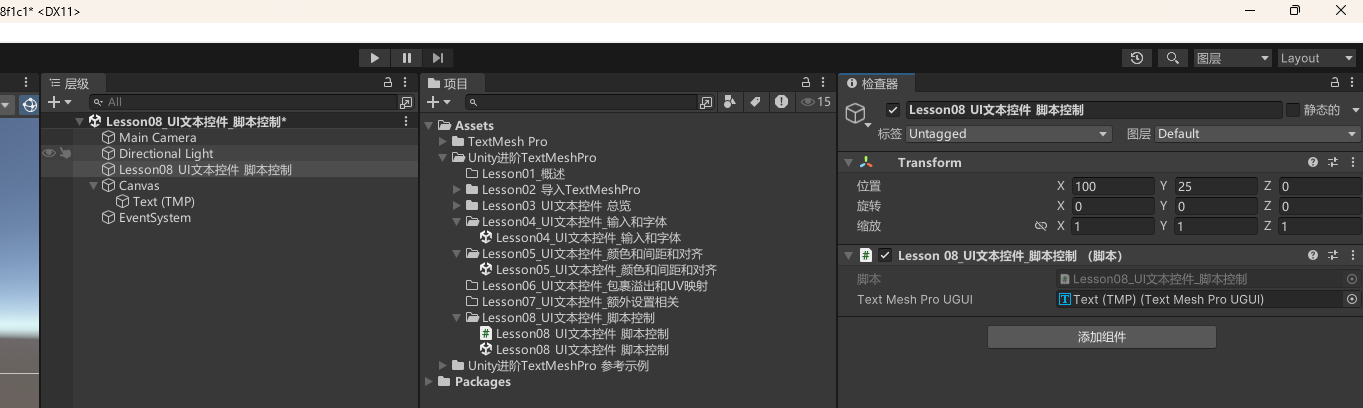 8f1c1* <DX11>
图层
Layout
层级
All
Lesson08_UI文本控件_脚本控制*
Main Camera
Directional Light
Lesson08_UI文本控件_脚本控制
Canvas
Text (TMP)
EventSystem
项目
15
Assets
TextMesh Pro
Unity进阶TextMeshPro
Lesson01_概述
Lesson02_导入TextMeshPro
Lesson03_UI文本控件_总览
Lesson04_UI文本控件_输入和字体
Lesson04_UI文本控件_输入和字体
Lesson05_UI文本控件_颜色和间距和对齐
Lesson05_UI文本控件_颜色和间距和对齐
Lesson06_UI文本控件_包裹溢出和UV映射
Lesson07_UI文本控件_额外设置相关
Lesson08_UI文本控件_脚本控制
Lesson08_UI文本控件_脚本控制
Lesson08_UI文本控件_脚本控制
Unity进阶TextMeshPro_参考示例
Packages
检查器
Lesson08_UI文本控件_脚本控制
静态的
标签 Untagged 图层 Default
Transform
位置 X 100 Y 25 Z 0
旋转 X 0 Y 0 Z 0
缩放 X 1 Y 1 Z 1
Lesson 08_UI文本控件_脚本控制 （脚本）
脚本 Lesson08_UI文本控件_脚本控制
Text Mesh Pro UGUI Text (TMP) (Text Mesh Pro UGUI)
添加组件